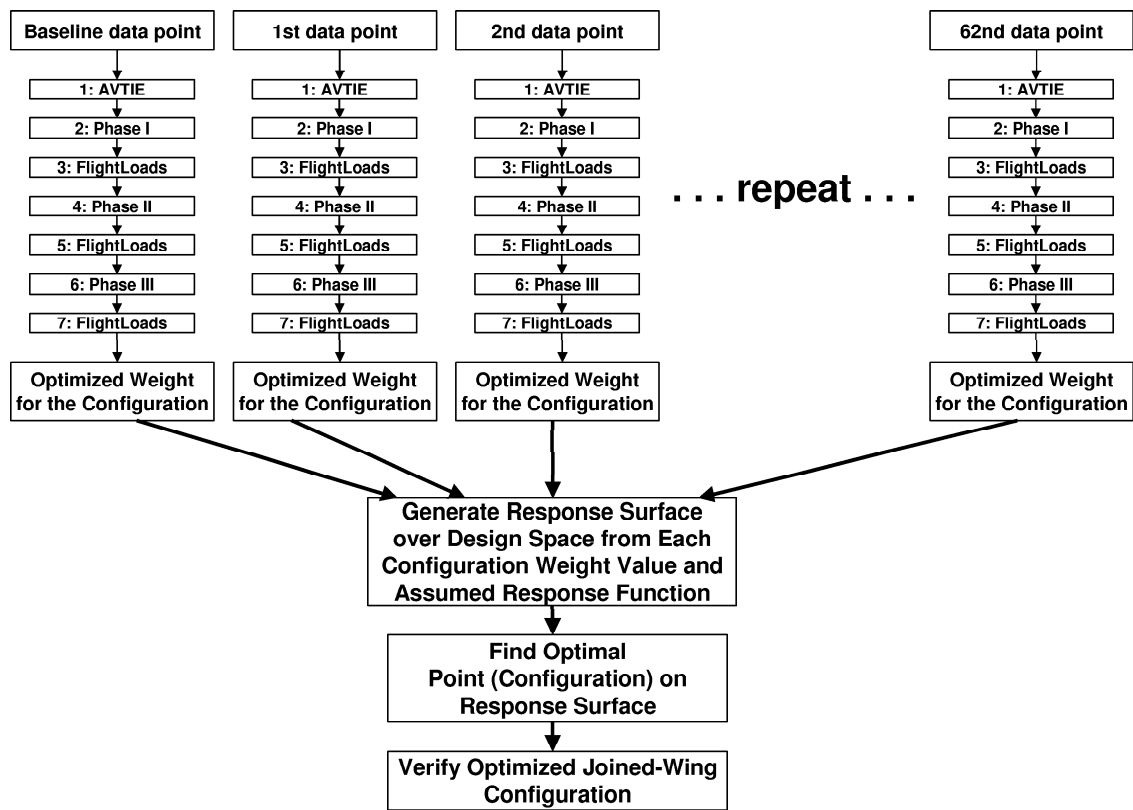 Baseline data point
1st data point
2nd data point
62nd data point
1: AVTIE
1: AVTIE
1: AVTIE
1: AVTIE
2: Phase I
2: Phase I
2: Phase I
2: Phase I
3: FlightLoads
3: FlightLoads
3: FlightLoads
3: FlightLoads
. . . repeat . . .
4: Phase II
4: Phase II
4: Phase II
4: Phase II
5: FlightLoads
5: FlightLoads
5: FlightLoads
5: FlightLoads
6: Phase III
6: Phase III
6: Phase III
6: Phase III
7: FlightLoads
7: FlightLoads
7: FlightLoads
7: FlightLoads
Optimized Weight
for the Configuration
Optimized Weight
for the Configuration
Optimized Weight
for the Configuration
Optimized Weight
for the Configuration
Generate Response Surface
over Design Space from Each
Configuration Weight Value and
Assumed Response Function
Find Optimal
Point (Configuration) on
Response Surface
Verify Optimized Joined-Wing
Configuration